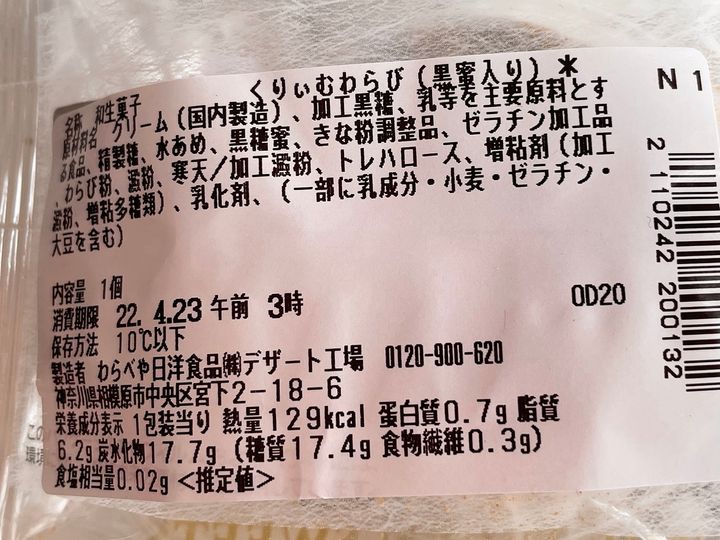 くりぃむわらび(黒蜜入り) *
N 1
名称 和生菓子
原材料名 クリーム(国内製造)、加工黒糖、乳等を主要原料とす
る食品、精製糖、水あめ、黒糖蜜、きな粉調整品、ゼラチン加工品
、わらび粉、澱粉、寒天/加工澱粉、トレハロース、増粘剤(加工
澱粉、増粘多糖類)、乳化剤、(一部に乳成分・小麦・ゼラチン・
大豆を含む)
内容量 1個
消費期限 22. 4.23 午前 3時
0D20
保存方法 10℃以下
製造者 わらべや日洋食品㈱デザート工場 0120-900-620
神奈川県相模原市中央区宮下2-18-6
栄養成分表示 1包装当り 熱量129kcal 蛋白質0.7g 脂質
6.2g 炭水化物17.7g (糖質17.4g 食物繊維0.3g)
食塩相当量0.02g <推定値>
2 110242 200132
この
環境